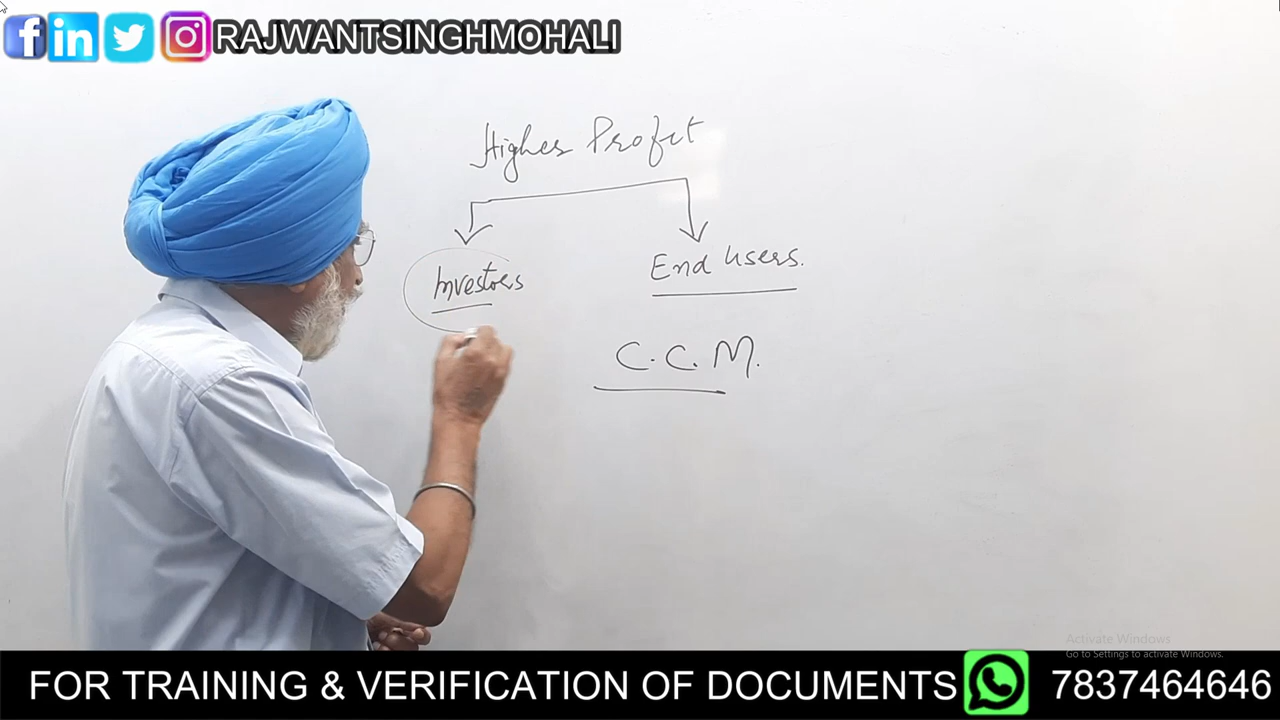 RAJWANTSINGHMOHALI
Higher Profit
Investors
End Users.
C.C.M.
Activate Windows
Go to Settings to activate Windows.
FOR TRAINING & VERIFICATION OF DOCUMENTS 7837464646